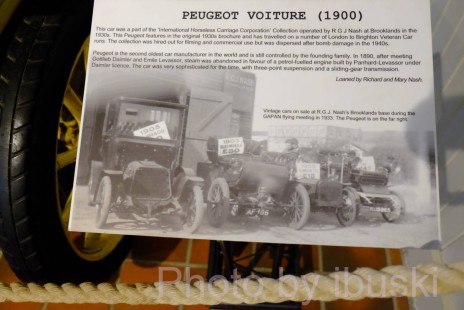 PEUGEOT VOITURE (1900)
This car was a part of the 'International Horseless Carriage Corporation' Collection operated by R G J Nash at Brooklands in the
1930s. This Peugeot features in the original 1930s brochure and has travelled on a number of London to Brighton Veteran Car
runs. The collection was hired out for filming and commercial use but was dispersed after bomb damage in the 1940s.
Peugeot is the second oldest car manufacturer in the world and is still controlled by the founding family. In 1890, after meeting
Gottlieb Daimler and Emile Levassor, steam was abandoned in favour of a petrol-fuelled engine built by Panhard-Levassor under
Daimler licence. The car was very sophisticated for the time, with three-point suspension and a sliding-gear transmission.
Loaned by Richard and Mary Nash.
Vintage cars on sale at R.G.J. Nash's Brooklands base during the
GAPAN flying meeting in 1933. The Peugeot is on the far right.
Photo by ibuski